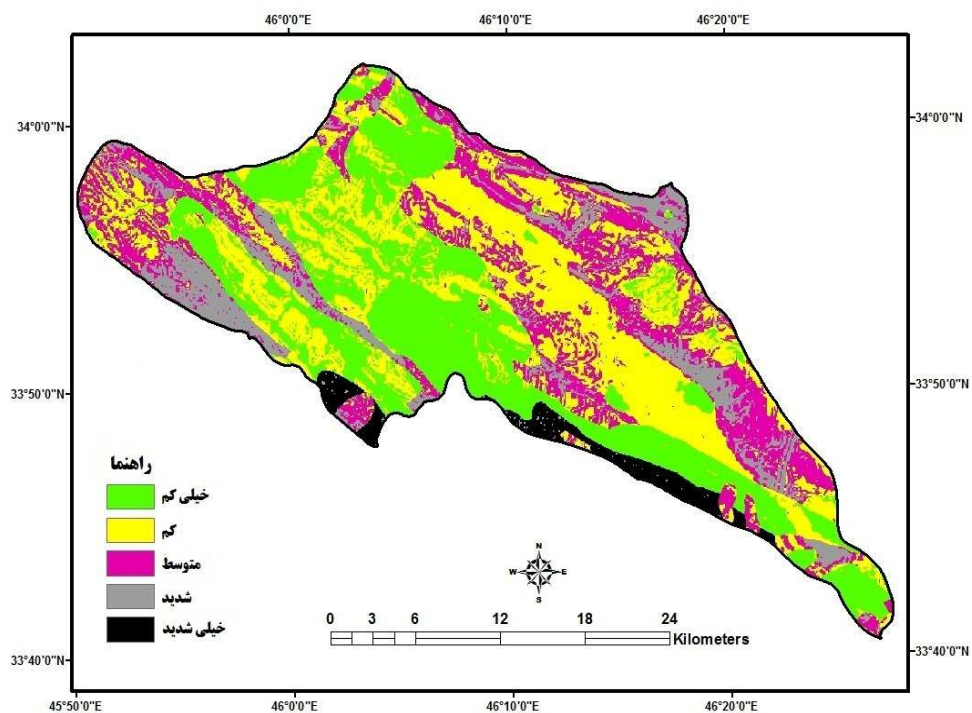 46°0'0"E 46°10'0"E 46°20'0"E
34°0'0"N 34°0'0"N
33°50'0"N 33°50'0"N
راهنما
خیلی کم
کم
متوسط
شدید
خیلی شدید
N
W E
S
0 3 6 12 18 24
Kilometers
33°40'0"N 33°40'0"N
45°50'0"E 46°0'0"E 46°10'0"E 46°20'0"E